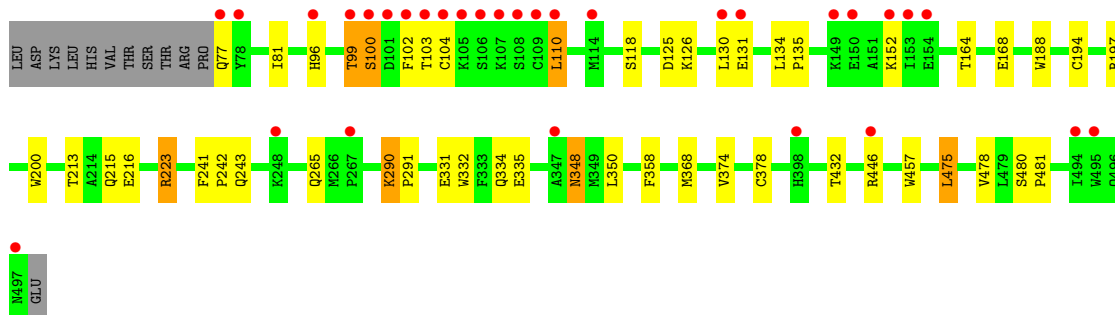 LEU ASP LYS LEU HIS VAL THR SER THR ARG PRO Q77 Y78 I81 H96 T99 S100 D101 F102 T103 C104 K105 S106 K107 S108 C109 L110 M114 S118 D125 K126 L130 E131 L134 P135 K149 E150 A151 K152 I153 E154 T164 E168 W188 C194
W200 T213 A214 Q215 E216 R223 F241 P242 Q243 K248 Q265 M266 P267 K290 P291 E331 W332 F333 Q334 E335 A347 N348 M349 L350 F358 M368 V374 C378 H398 T432 R446 W457 L475 V478 L479 S480 P481 I494 W495
N497 GLU